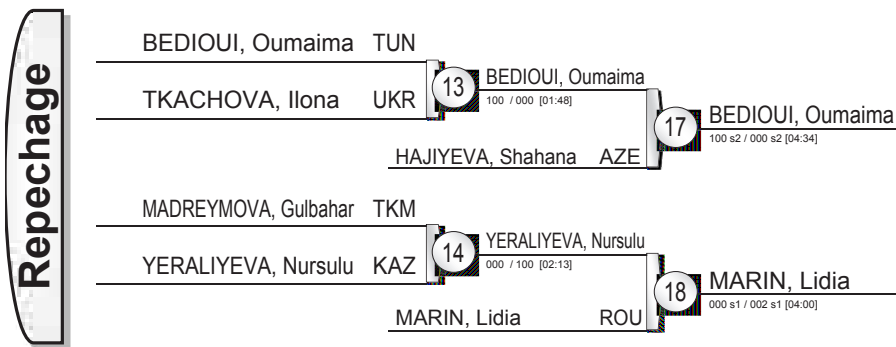 Repechage
BEDIOUI, Oumaima TUN
TKACHOVA, Ilona UKR
13
BEDIOUI, Oumaima
100 / 000 [01:48]
HAJIYEVA, Shahana AZE
17
BEDIOUI, Oumaima
100 s2 / 000 s2 [04:34]
MADREYMOVA, Gulbahar TKM
YERALIYEVA, Nursulu KAZ
14
YERALIYEVA, Nursulu
000 / 100 [02:13]
MARIN, Lidia ROU
18
MARIN, Lidia
000 s1 / 002 s1 [04:00]